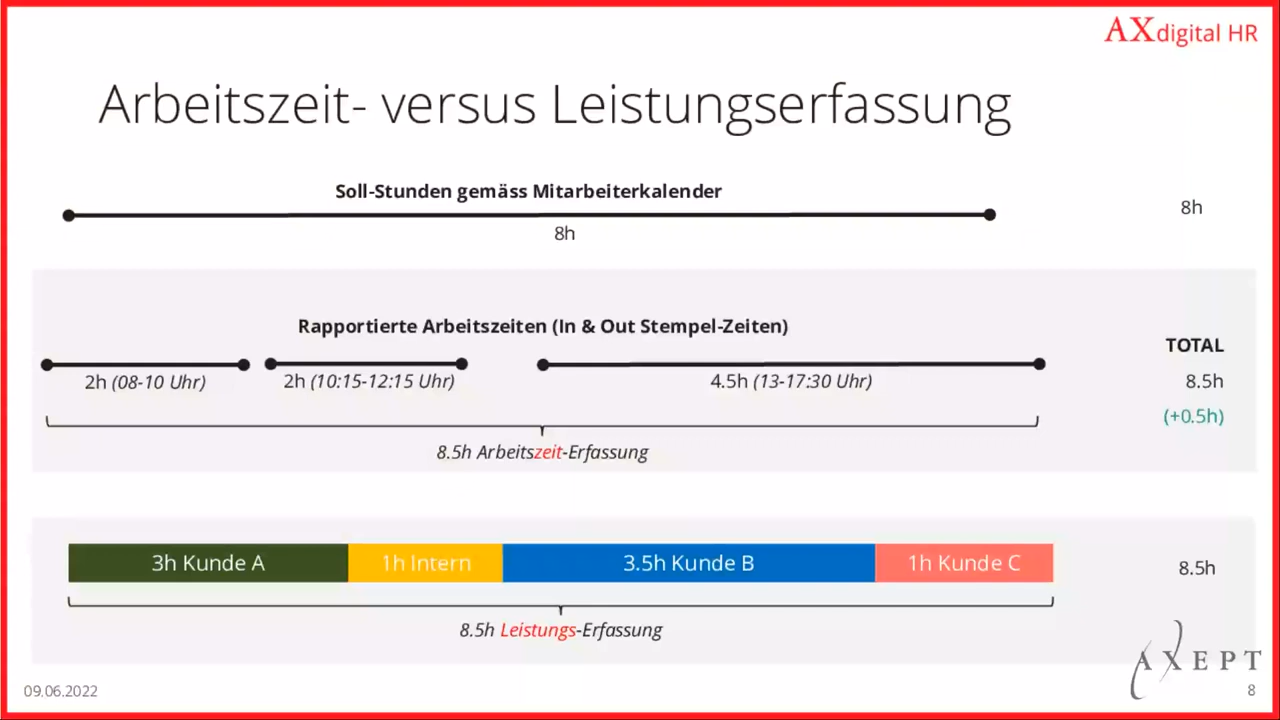 AXdigital HR
Arbeitszeit- versus Leistungserfassung
Soll-Stunden gemäss Mitarbeiterkalender
8h
8h
Rapportierte Arbeitszeiten (In & Out Stempel-Zeiten)
TOTAL
2h (08-10 Uhr) 2h (10:15-12:15 Uhr) 4.5h (13-17:30 Uhr) 8.5h
(+0.5h)
8.5h Arbeitszeit-Erfassung
3h Kunde A 1h Intern 3.5h Kunde B 1h Kunde C 8.5h
8.5h Leistungs-Erfassung
AXEPT
09.06.2022 8